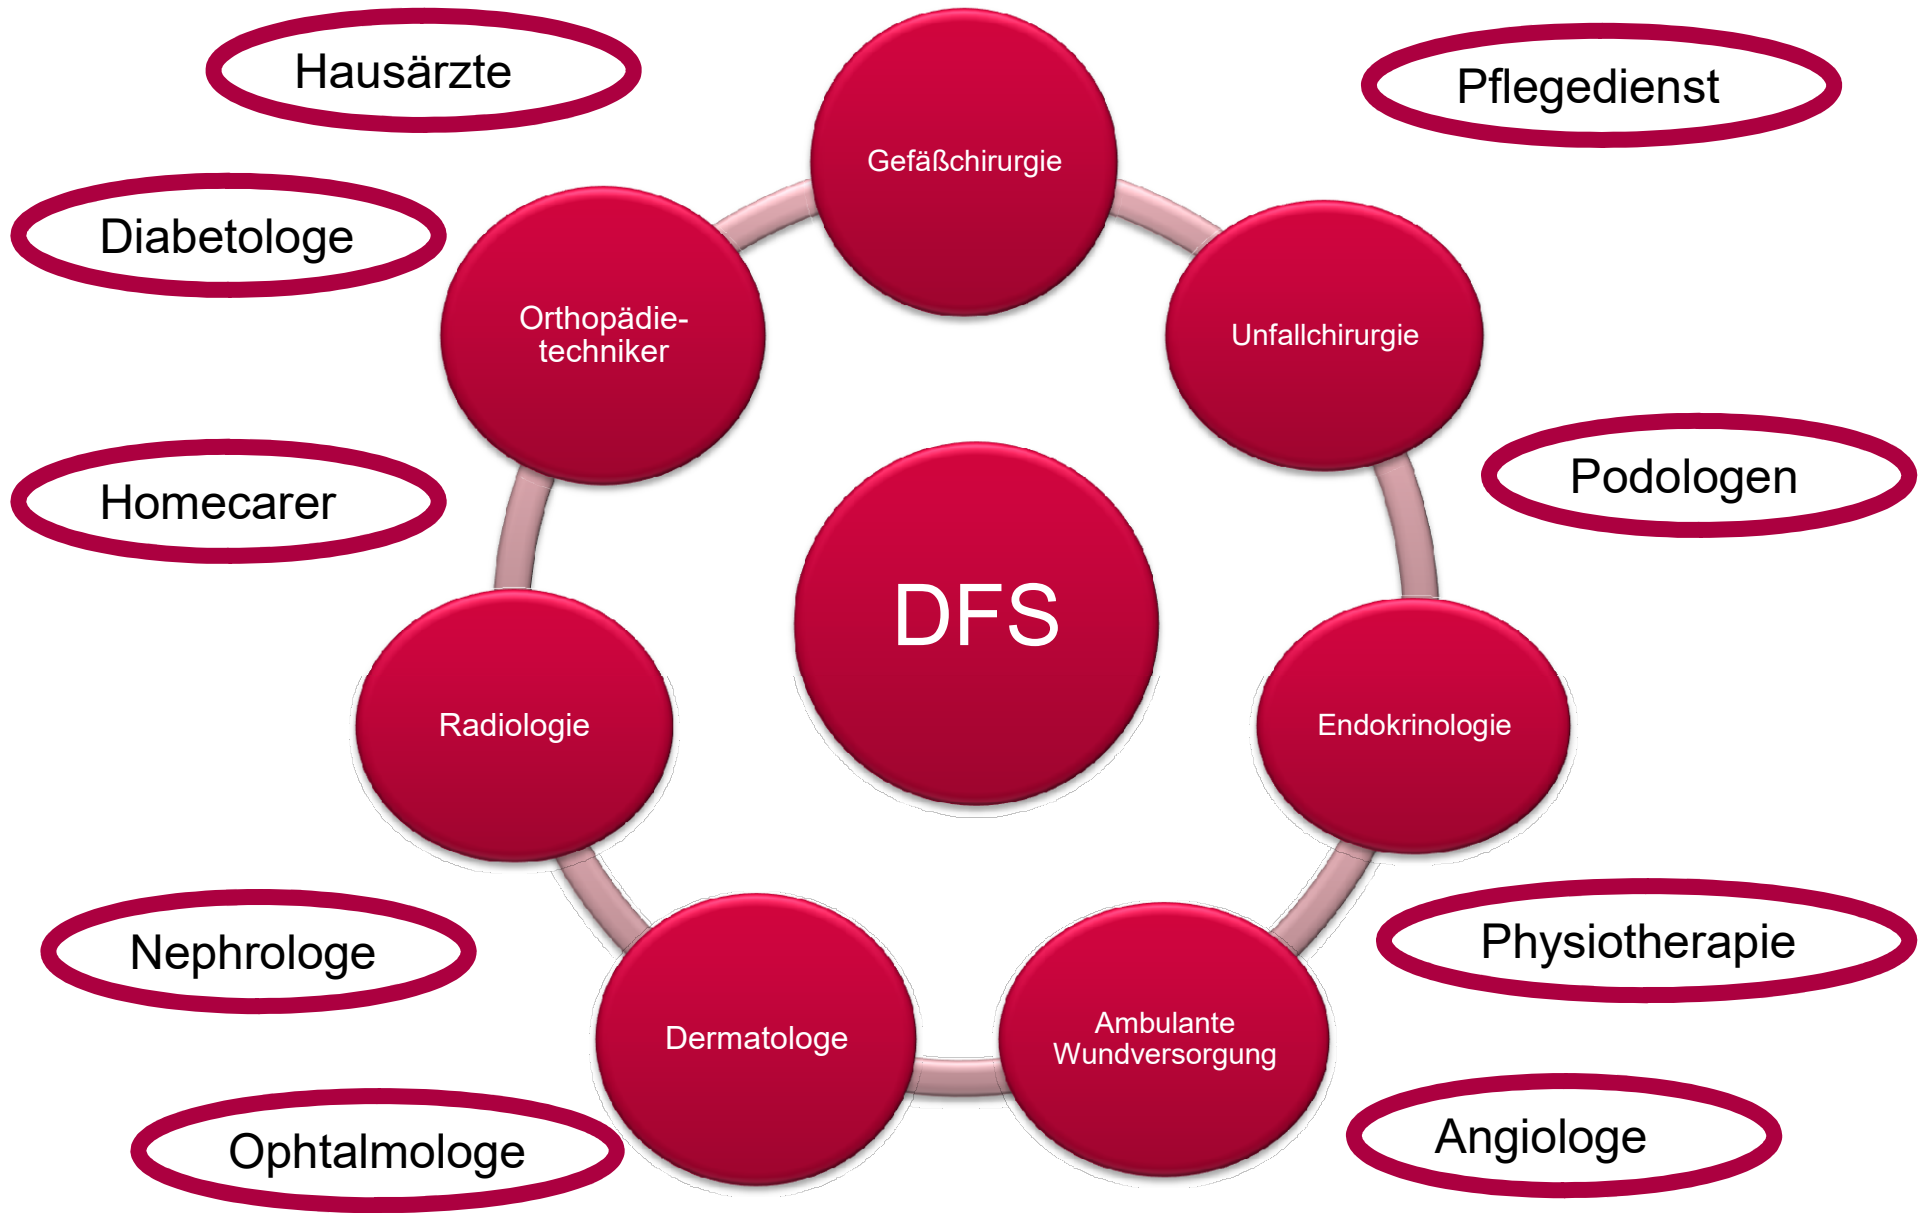 Hausärzte
Pflegedienst
Gefäßchirurgie
Diabetologe
Orthopädie-
techniker
Unfallchirurgie
Homecarer
Podologen
DFS
Radiologie
Endokrinologie
Nephrologe
Physiotherapie
Dermatologe
Ambulante
Wundversorgung
Ophtalmologe
Angiologe